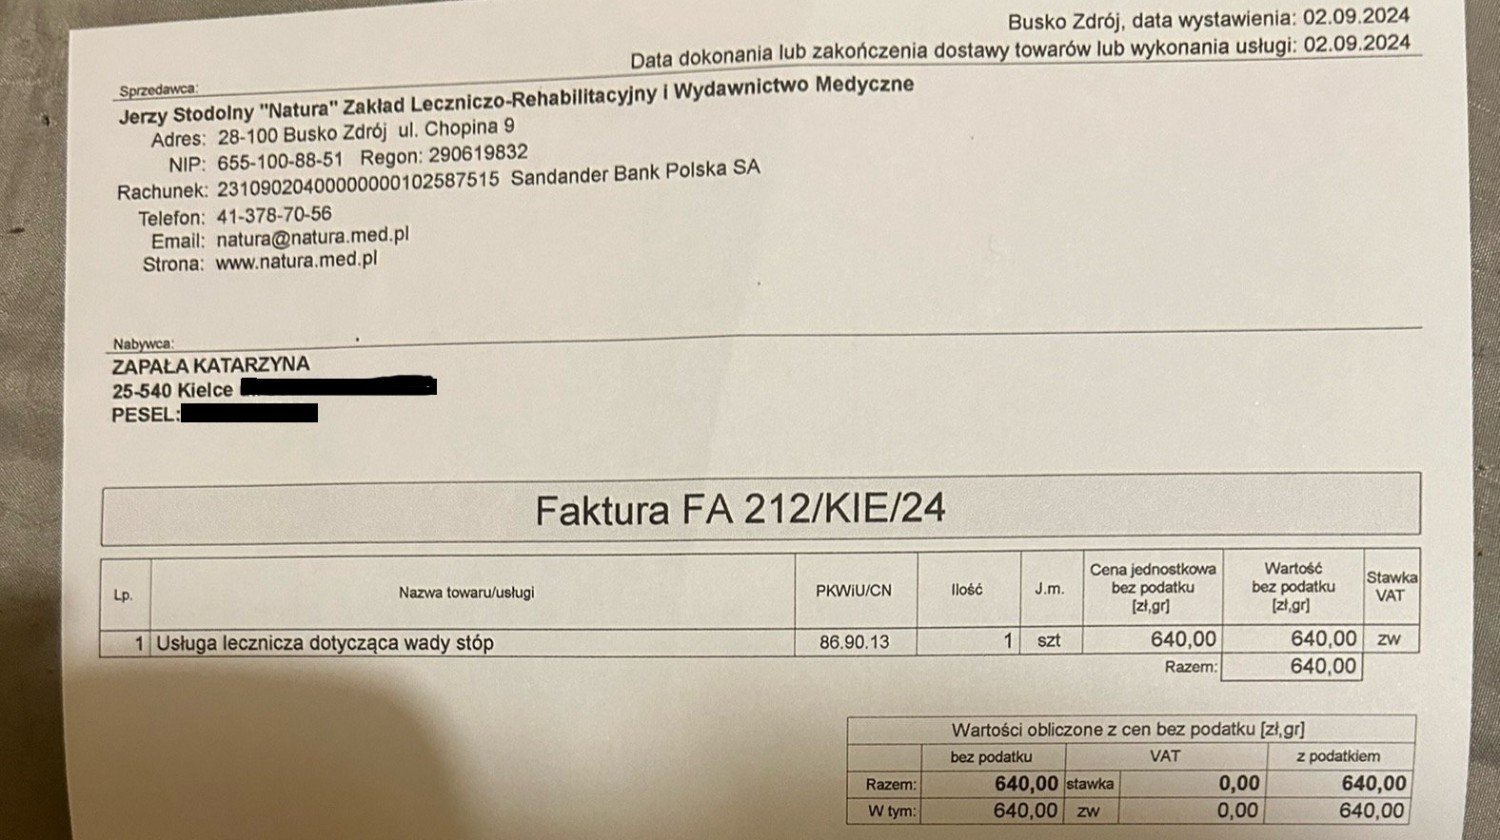 Busko Zdrój, data wystawienia: 02.09.2024
Data dokonania lub zakończenia dostawy towarów lub wykonania usługi: 02.09.2024
Sprzedawca:
Jerzy Stodolny "Natura" Zakład Leczniczo-Rehabilitacyjny i Wydawnictwo Medyczne
Adres: 28-100 Busko Zdrój ul. Chopina 9
NIP: 655-100-88-51 Regon: 290619832
Rachunek: 23109020400000000102587515 Sandander Bank Polska SA
Telefon: 41-378-70-56
Email: natura@natura.med.pl
Strona: www.natura.med.pl
Nabywca:
ZAPAŁA KATARZYNA
25-540 Kielce
PESEL:
Faktura FA 212/KIE/24
Lp. Nazwa towaru/usługi PKWiU/CN Ilość J.m. Cena jednostkowa bez podatku [zł,gr] Wartość bez podatku [zł,gr] Stawka VAT
1 Usługa lecznicza dotycząca wady stóp 86.90.13 1 szt 640,00 640,00 zw
Razem: 640,00
Wartości obliczone z cen bez podatku [zł,gr]
bez podatku VAT z podatkiem
Razem: 640,00 stawka 0,00 640,00
W tym: 640,00 zw 0,00 640,00